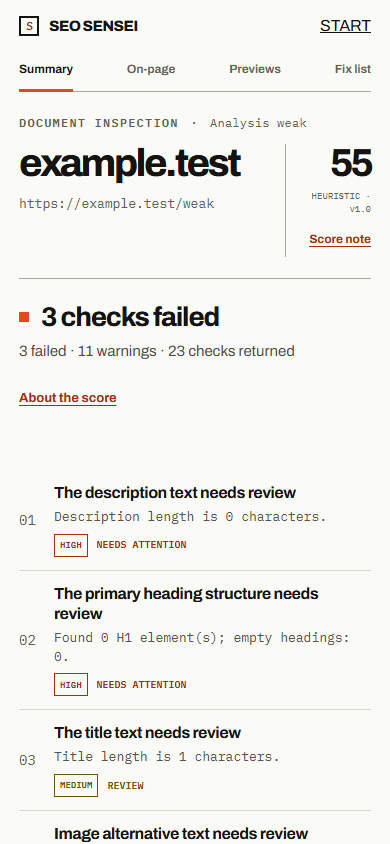 S SEO SENSEI START
Summary On-page Previews Fix list
DOCUMENT INSPECTION · Analysis weak
example.test
55
https://example.test/weak
HEURISTIC ·
v1.0
Score note
3 checks failed
3 failed · 11 warnings · 23 checks returned
About the score
01
The description text needs review
Description length is 0 characters.
HIGH NEEDS ATTENTION
02
The primary heading structure needs
review
Found 0 H1 element(s); empty headings:
0.
HIGH NEEDS ATTENTION
03
The title text needs review
Title length is 1 characters.
MEDIUM REVIEW
Image alternative text needs review